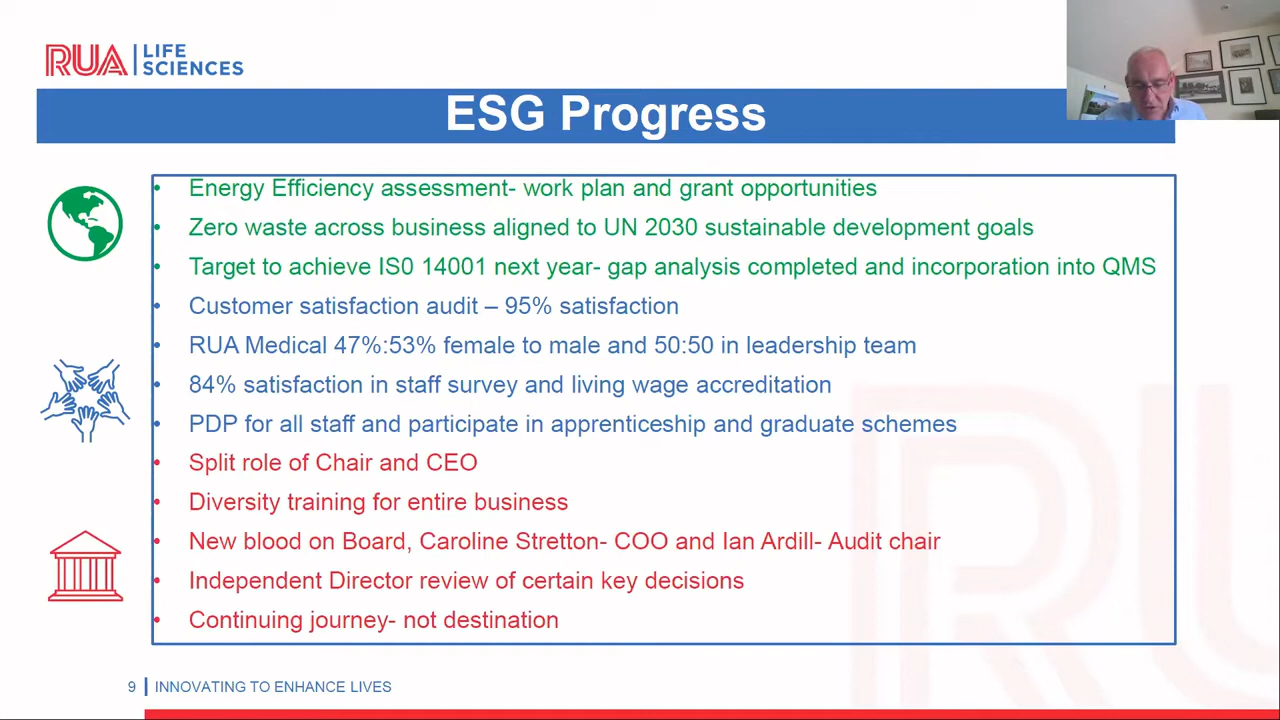 RUA LIFE SCIENCES
ESG Progress
• Energy Efficiency assessment- work plan and grant opportunities
• Zero waste across business aligned to UN 2030 sustainable development goals
• Target to achieve IS0 14001 next year- gap analysis completed and incorporation into QMS
• Customer satisfaction audit – 95% satisfaction
• RUA Medical 47%:53% female to male and 50:50 in leadership team
• 84% satisfaction in staff survey and living wage accreditation
• PDP for all staff and participate in apprenticeship and graduate schemes
• Split role of Chair and CEO
• Diversity training for entire business
• New blood on Board, Caroline Stretton- COO and Ian Ardill- Audit chair
• Independent Director review of certain key decisions
• Continuing journey- not destination
RU
9 | INNOVATING TO ENHANCE LIVES